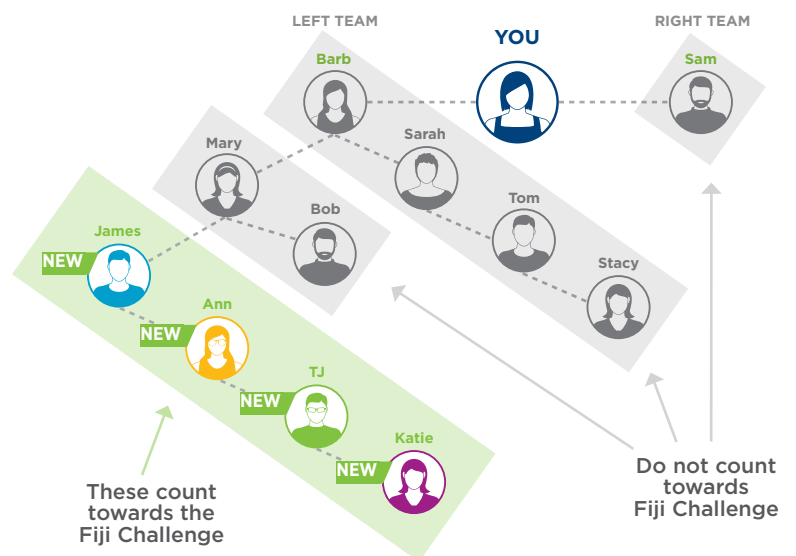 LEFT TEAM
RIGHT TEAM
YOU
Barb
Sam
Sarah
Mary
Tom
Bob
James
Stacy
NEW
Ann
NEW
TJ
NEW
Katie
NEW
These count
towards the
Fiji Challenge
Do not count
towards
Fiji Challenge